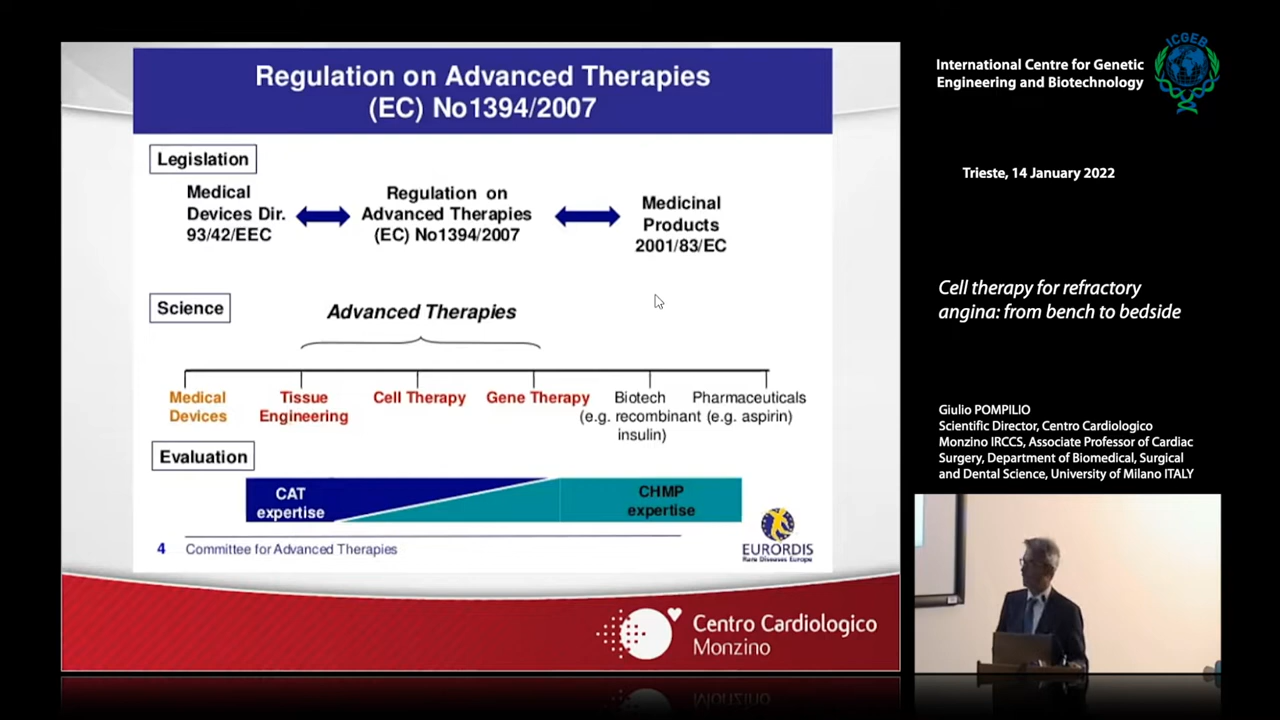 Regulation on Advanced Therapies
(EC) No1394/2007
Legislation
Medical
Devices Dir.
93/42/EEC
Regulation on
Advanced Therapies
(EC) No1394/2007
Medicinal
Products
2001/83/EC
Science
Advanced Therapies
Medical
Devices
Tissue
Engineering
Cell Therapy
Gene Therapy
Biotech
(e.g. recombinant
insulin)
Pharmaceuticals
(e.g. aspirin)
Evaluation
CAT
expertise
CHMP
expertise
4 Committee for Advanced Therapies
EURORDIS
Rare Diseases Europe
Centro Cardiologico
Monzino
International Centre for Genetic
Engineering and Biotechnology
ICGEB
Trieste, 14 January 2022
Cell therapy for refractory
angina: from bench to bedside
Giulio POMPILIO
Scientific Director, Centro Cardiologico
Monzino IRCCS, Associate Professor of Cardiac
Surgery, Department of Biomedical, Surgical
and Dental Science, University of Milano ITALY